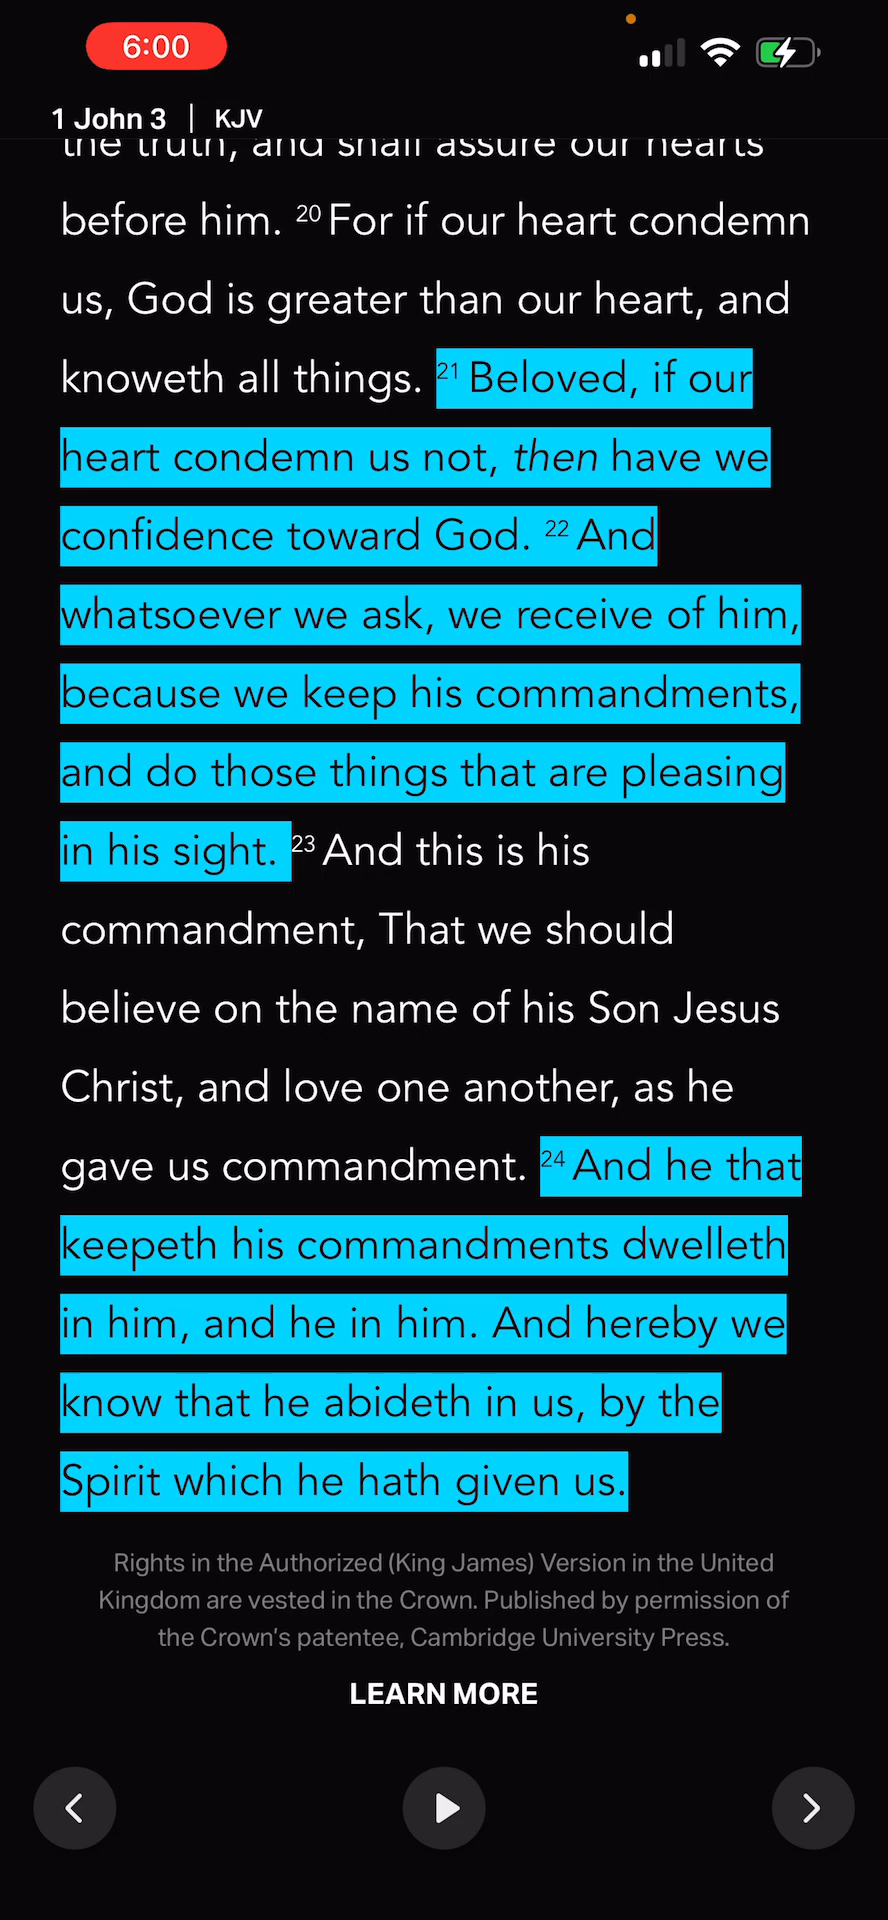 6:00
1 John 3 | KJV
the truth, and shall assure our hearts
before him. 20 For if our heart condemn
us, God is greater than our heart, and
knoweth all things. 21 Beloved, if our
heart condemn us not, then have we
confidence toward God. 22 And
whatsoever we ask, we receive of him,
because we keep his commandments,
and do those things that are pleasing
in his sight. 23 And this is his
commandment, That we should
believe on the name of his Son Jesus
Christ, and love one another, as he
gave us commandment. 24 And he that
keepeth his commandments dwelleth
in him, and he in him. And hereby we
know that he abideth in us, by the
Spirit which he hath given us.
Rights in the Authorized (King James) Version in the United
Kingdom are vested in the Crown. Published by permission of
the Crown's patentee, Cambridge University Press.
LEARN MORE